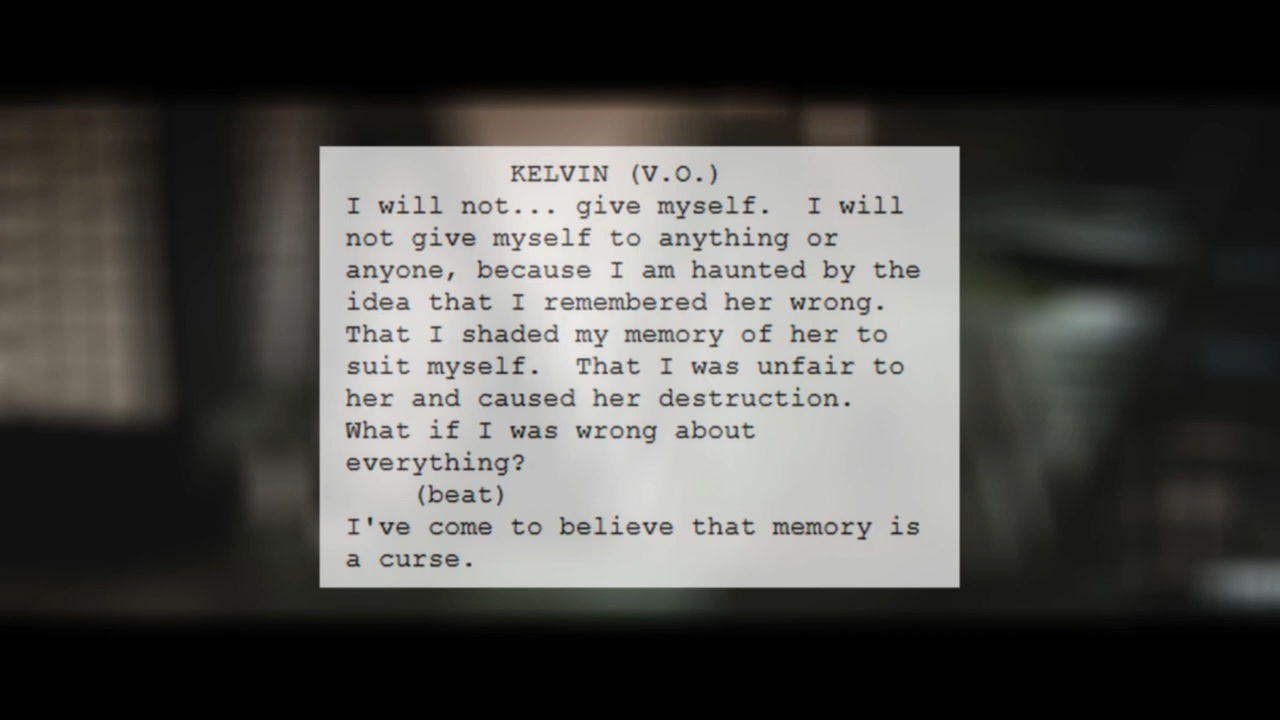 KELVIN (V.O.)
I will not... give myself.  I will
not give myself to anything or
anyone, because I am haunted by the
idea that I remembered her wrong.
That I shaded my memory of her to
suit myself.  That I was unfair to
her and caused her destruction.
What if I was wrong about
everything?
(beat)
I've come to believe that memory is
a curse.